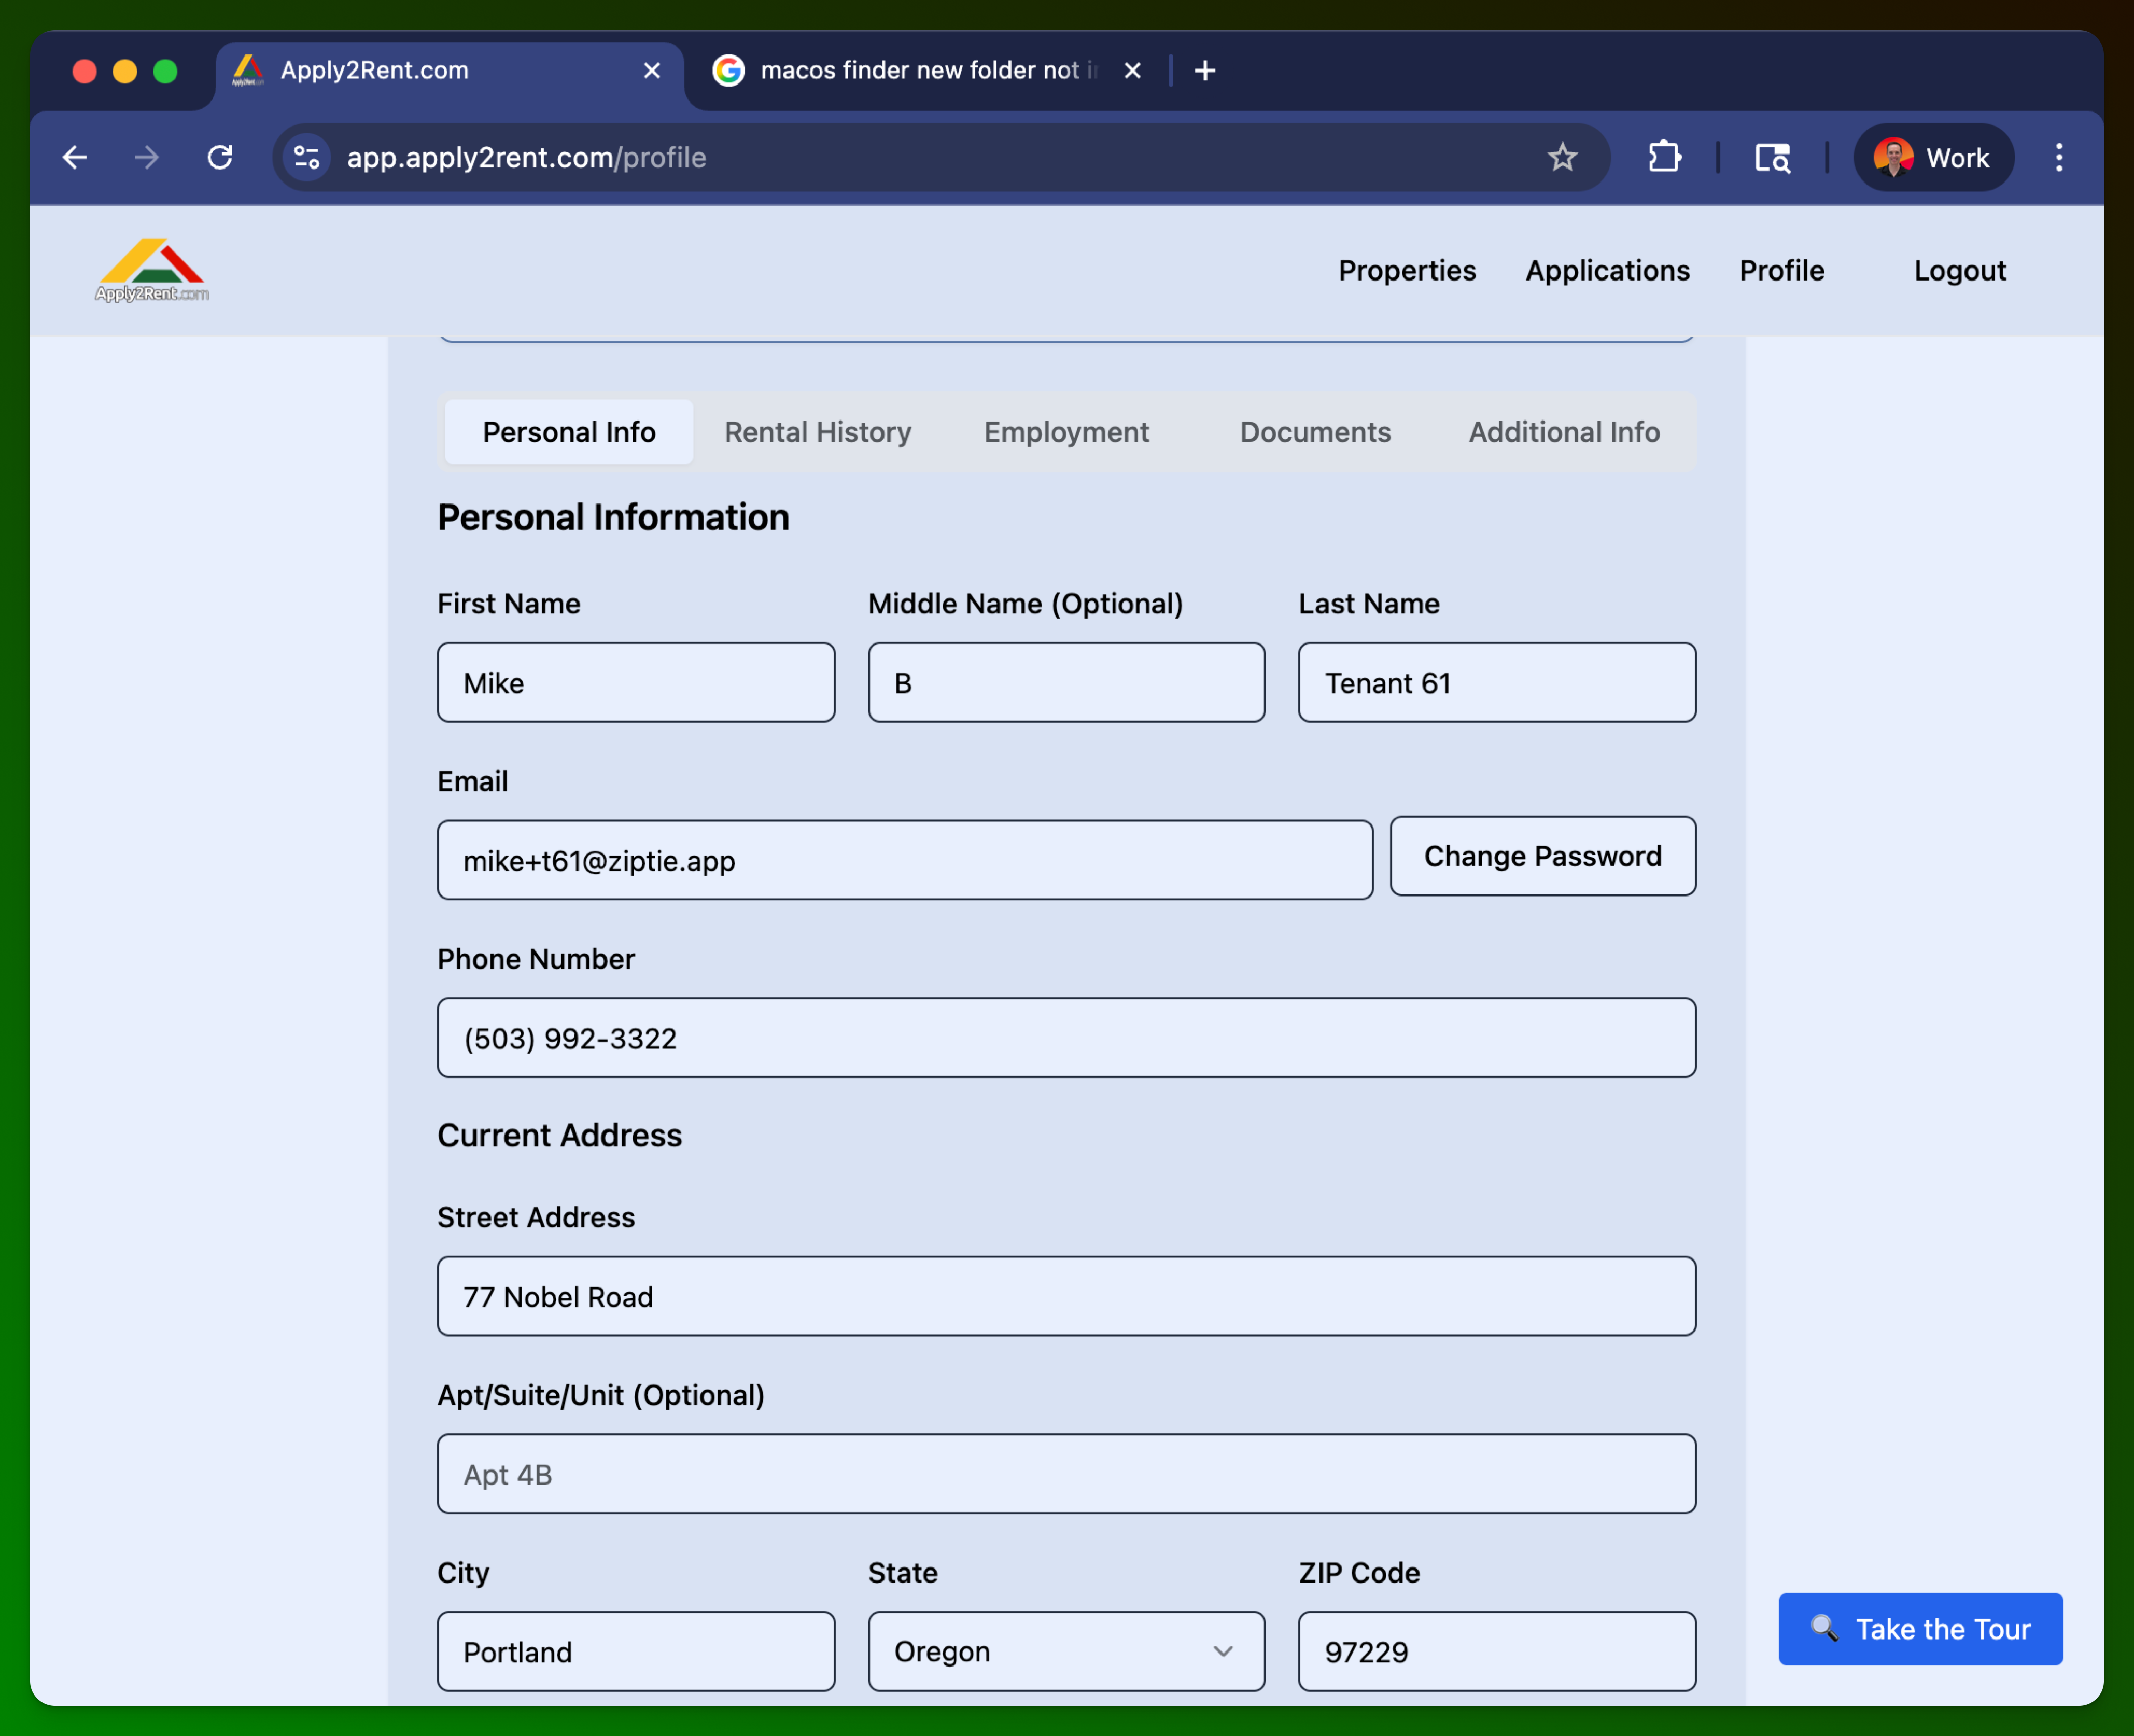 Apply2Rent.com
macos finder new folder not
app.apply2rent.com/profile
Work
Apply2Rent.com
Properties
Applications
Profile
Logout
Personal Info
Rental History
Employment
Documents
Additional Info
Personal Information
First Name
Middle Name (Optional)
Last Name
Mike
B
Tenant 61
Email
mike+t61@ziptie.app
Change Password
Phone Number
(503) 992-3322
Current Address
Street Address
77 Nobel Road
Apt/Suite/Unit (Optional)
Apt 4B
City
State
ZIP Code
Portland
Oregon
97229
Take the Tour